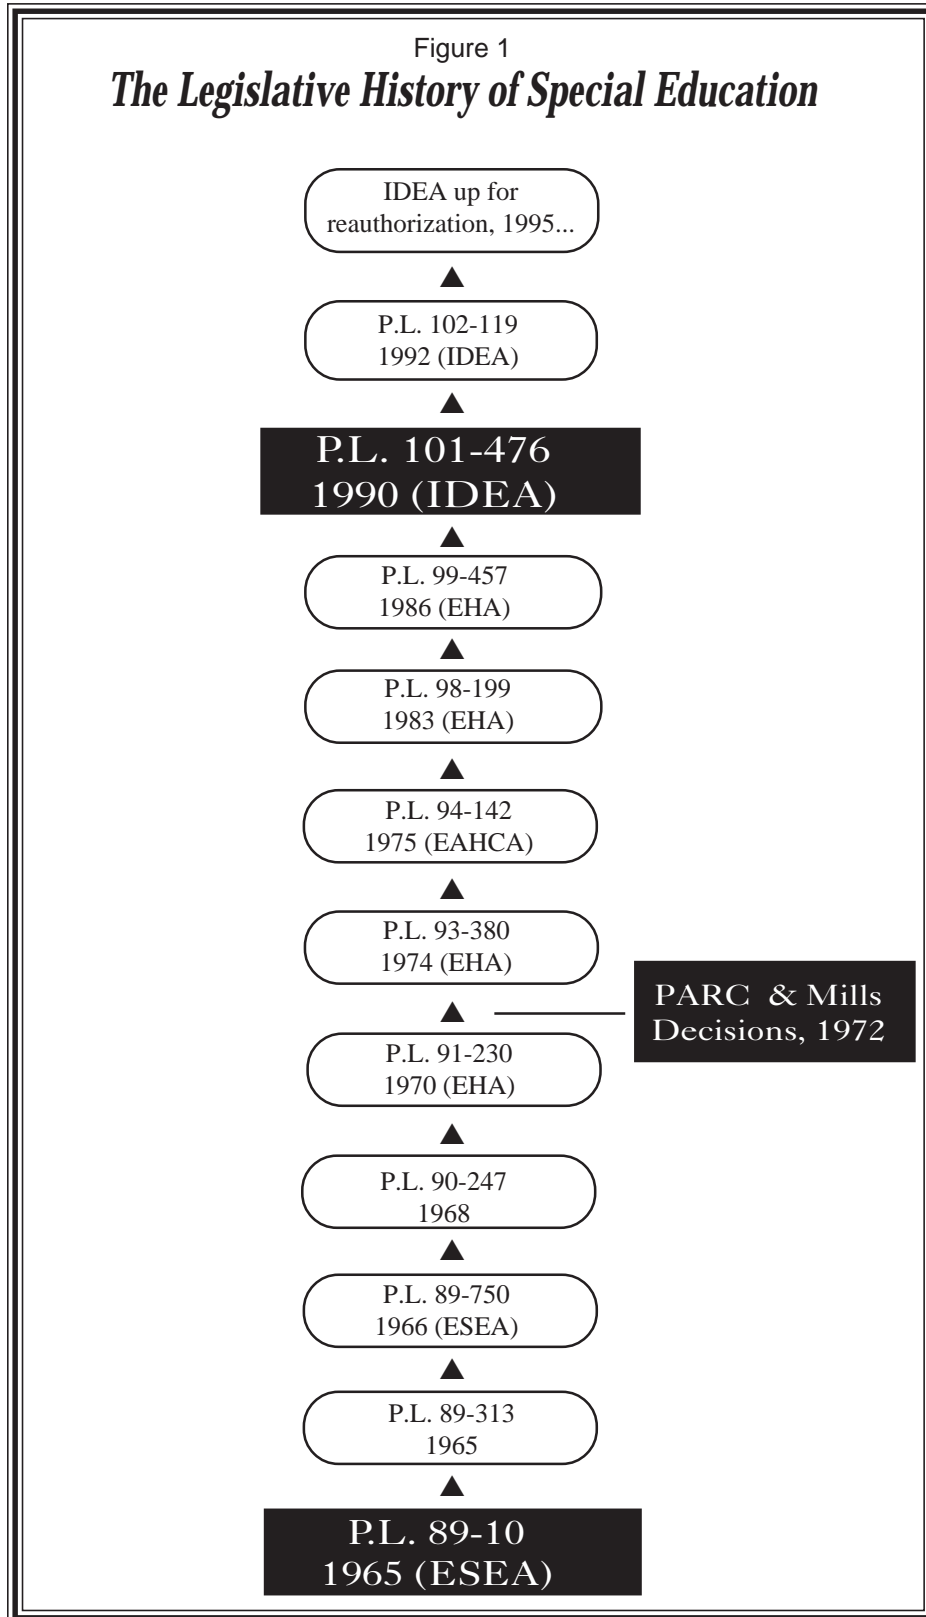 Figure 1
The Legislative History of Special Education
IDEA up for
reauthorization, 1995...
P.L. 102-119
1992 (IDEA)
P.L. 101-476
1990 (IDEA)
P.L. 99-457
1986 (EHA)
P.L. 98-199
1983 (EHA)
P.L. 94-142
1975 (EAHCA)
P.L. 93-380
1974 (EHA)
PARC & Mills
Decisions, 1972
P.L. 91-230
1970 (EHA)
P.L. 90-247
1968
P.L. 89-750
1966 (ESEA)
P.L. 89-313
1965
P.L. 89-10
1965 (ESEA)